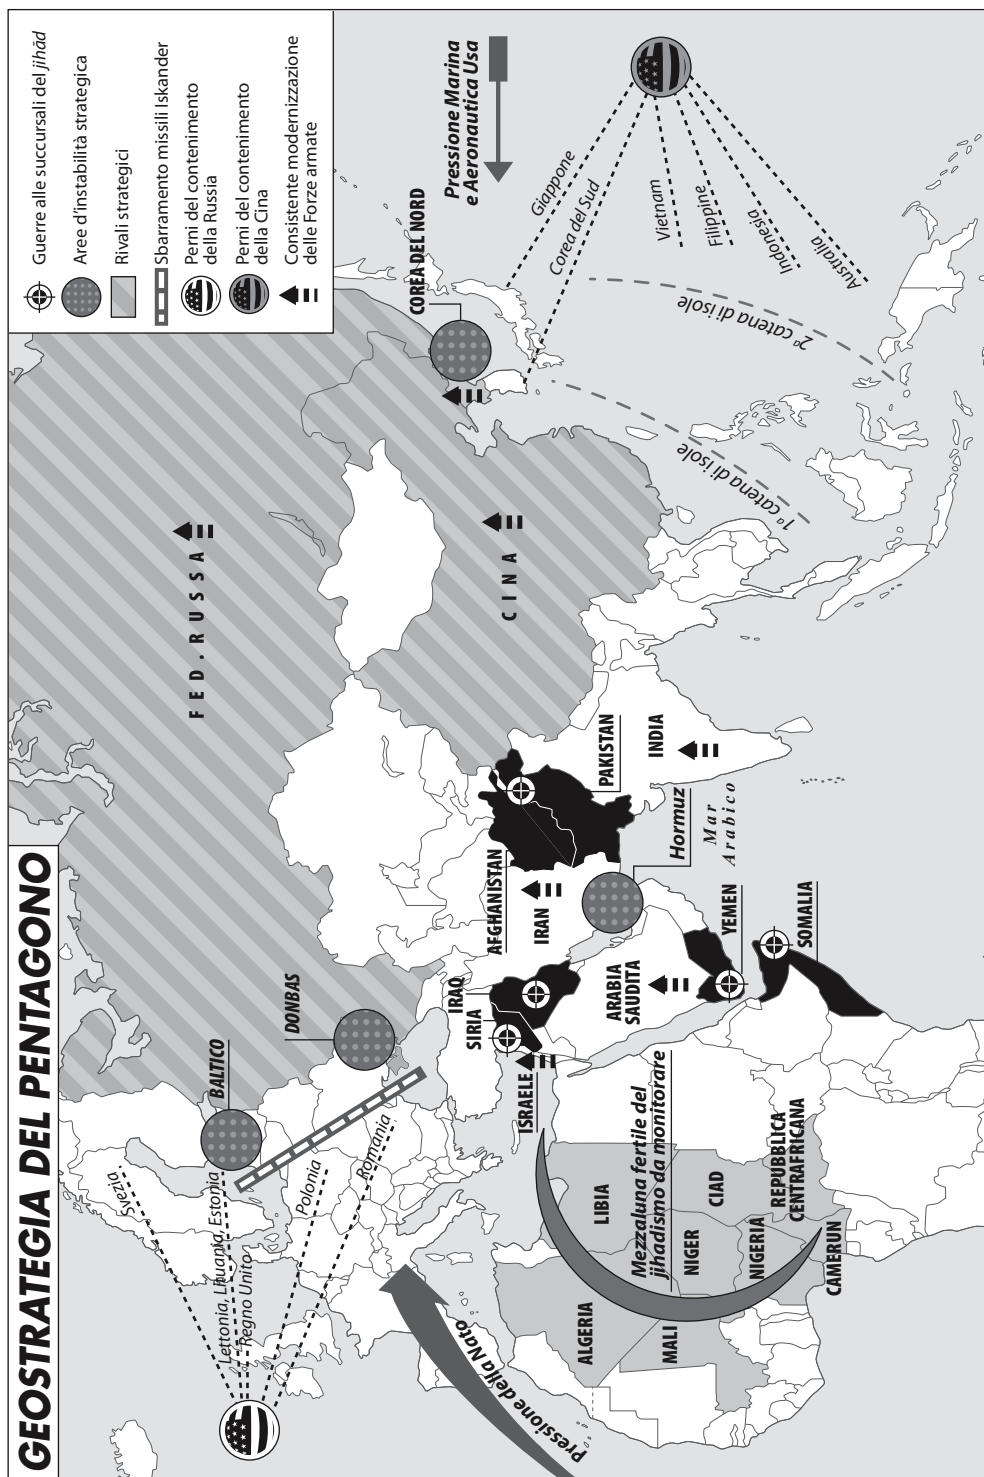 GEOSTRATEGIA DEL PENTAGONO
Guerre alle succursali del jihād
Aree d'instabilità strategica
Rivali strategici
Sbarramento missili Iskander
Perni del contenimento
della Russia
Perni del contenimento
della Cina
Consistente modernizzazione
delle Forze armate
FED. RUSSA
CINA
COREA DEL NORD
Pressione Marina
e Aeronautica Usa
Giappone
Corea del Sud
Vietnam
Filippine
Indonesia
Australia
2ª catena di isole
1ª catena di isole
BALTICO
DONBAS
Svezia
Lettonia, Lituania, Estonia
Regno Unito
Polonia
Romania
Pressione della Nato
SIRIA
IRAQ
ISRAELE
AFGHANISTAN
IRAN
PAKISTAN
INDIA
Hormuz
Mar
Arabico
ARABIA
SAUDITA
YEMEN
SOMALIA
Mezzaluna fertile del
jihadismo da monitorare
ALGERIA
LIBIA
MALI
NIGER
CIAD
NIGERIA
REPUBBLICA
CENTRAFRICANA
CAMERUN